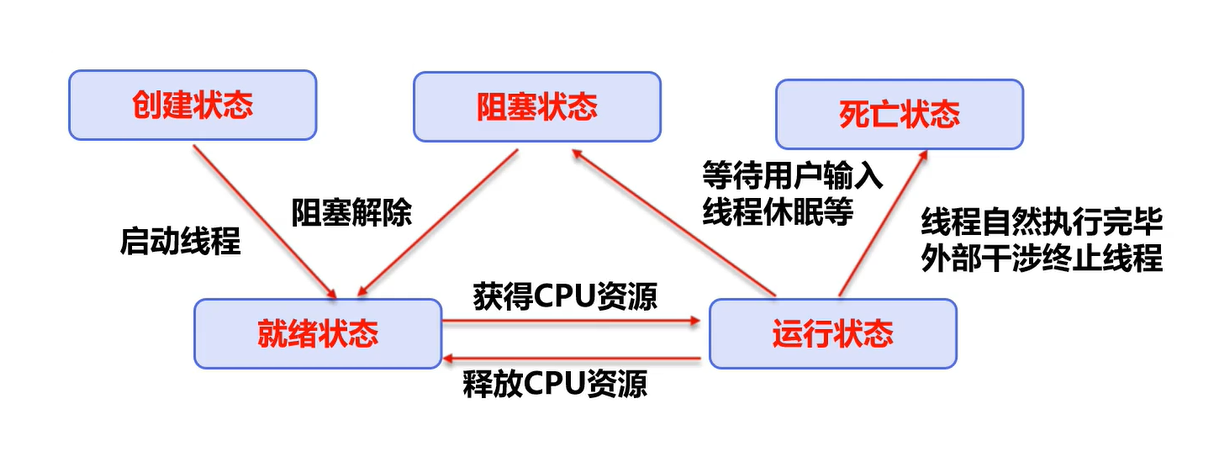 创建状态
阻塞状态
死亡状态
等待用户输入
线程休眠等
阻塞解除
线程自然执行完毕
外部干涉终止线程
启动线程
获得CPU资源
就绪状态
运行状态
释放CPU资源